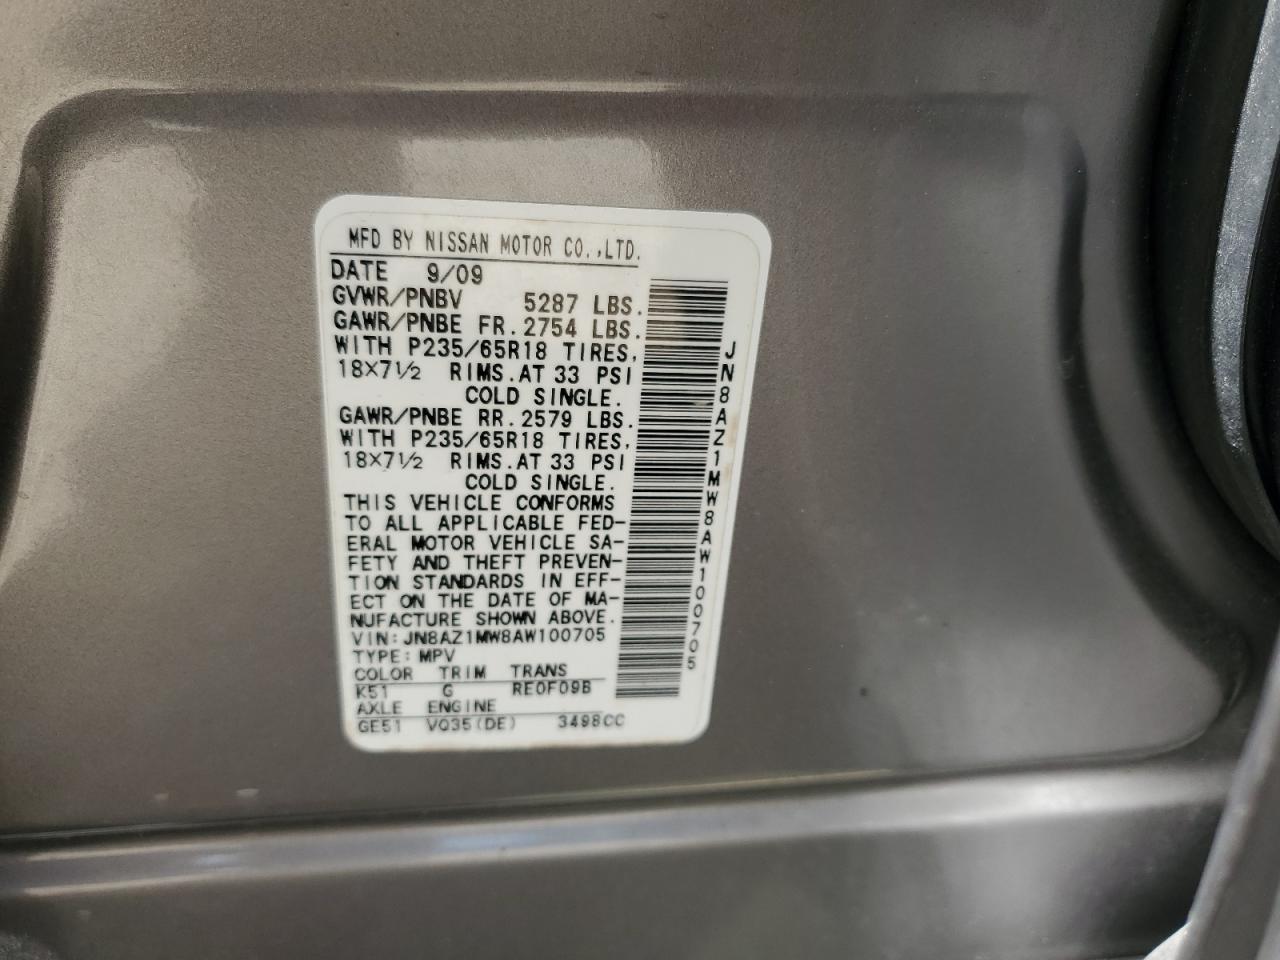 MFD BY NISSAN MOTOR CO.,LTD.
DATE 9/09
GVWR/PNBV 5287 LBS.
GAWR/PNBE FR. 2754 LBS.
WITH P235/65R18 TIRES,
18×7½ RIMS.AT 33 PSI
COLD SINGLE.
GAWR/PNBE RR. 2579 LBS.
WITH P235/65R18 TIRES,
18×7½ RIMS.AT 33 PSI
COLD SINGLE.
THIS VEHICLE CONFORMS
TO ALL APPLICABLE FED-
ERAL MOTOR VEHICLE SA-
FETY AND THEFT PREVEN-
TION STANDARDS IN EFF-
ECT ON THE DATE OF MA-
NUFACTURE SHOWN ABOVE.
VIN:JN8AZ1MW8AW100705
TYPE:MPV
COLOR TRIM TRANS
K51 G RE0F09B
AXLE ENGINE
GE51 VQ35(DE) 3498CC
JN8AZ1MW8AW100705